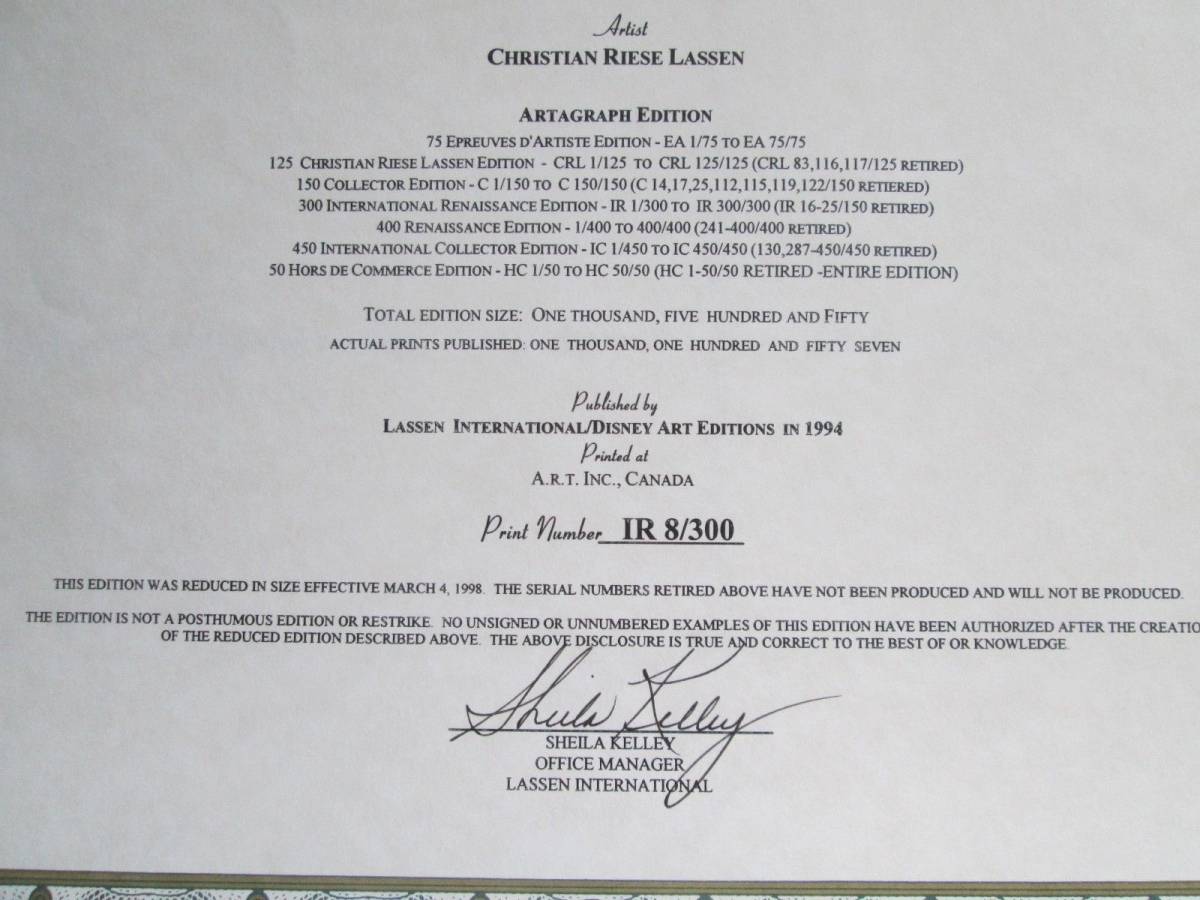 Artist
CHRISTIAN RIESE LASSEN
ARTAGRAPH EDITION
75 EPREUVES D'ARTISTE EDITION - EA 1/75 TO EA 75/75
125 CHRISTIAN RIESE LASSEN EDITION - CRL 1/125 TO CRL 125/125 (CRL 83,116,117/125 RETIRED)
150 COLLECTOR EDITION - C 1/150 TO C 150/150 (C 14,17,25,112,115,119,122/150 RETIERED)
300 INTERNATIONAL RENAISSANCE EDITION - IR 1/300 TO IR 300/300 (IR 16-25/150 RETIRED)
400 RENAISSANCE EDITION - 1/400 TO 400/400 (241-400/400 RETIRED)
450 INTERNATIONAL COLLECTOR EDITION - IC 1/450 TO IC 450/450 (130,287-450/450 RETIRED)
50 HORS DE COMMERCE EDITION - HC 1/50 TO HC 50/50 (HC 1-50/50 RETIRED -ENTIRE EDITION)
TOTAL EDITION SIZE: ONE THOUSAND, FIVE HUNDRED AND FIFTY
ACTUAL PRINTS PUBLISHED: ONE THOUSAND, ONE HUNDRED AND FIFTY SEVEN
Published by
LASSEN INTERNATIONAL/DISNEY ART EDITIONS IN 1994
Printed at
A.R.T. INC., CANADA
Print Number IR 8/300
THIS EDITION WAS REDUCED IN SIZE EFFECTIVE MARCH 4, 1998. THE SERIAL NUMBERS RETIRED ABOVE HAVE NOT BEEN PRODUCED AND WILL NOT BE PRODUCED.
THE EDITION IS NOT A POSTHUMOUS EDITION OR RESTRIKE. NO UNSIGNED OR UNNUMBERED EXAMPLES OF THIS EDITION HAVE BEEN AUTHORIZED AFTER THE CREATIO
OF THE REDUCED EDITION DESCRIBED ABOVE. THE ABOVE DISCLOSURE IS TRUE AND CORRECT TO THE BEST OF OR KNOWLEDGE.
Sheila Kelley
SHEILA KELLEY
OFFICE MANAGER
LASSEN INTERNATIONAL